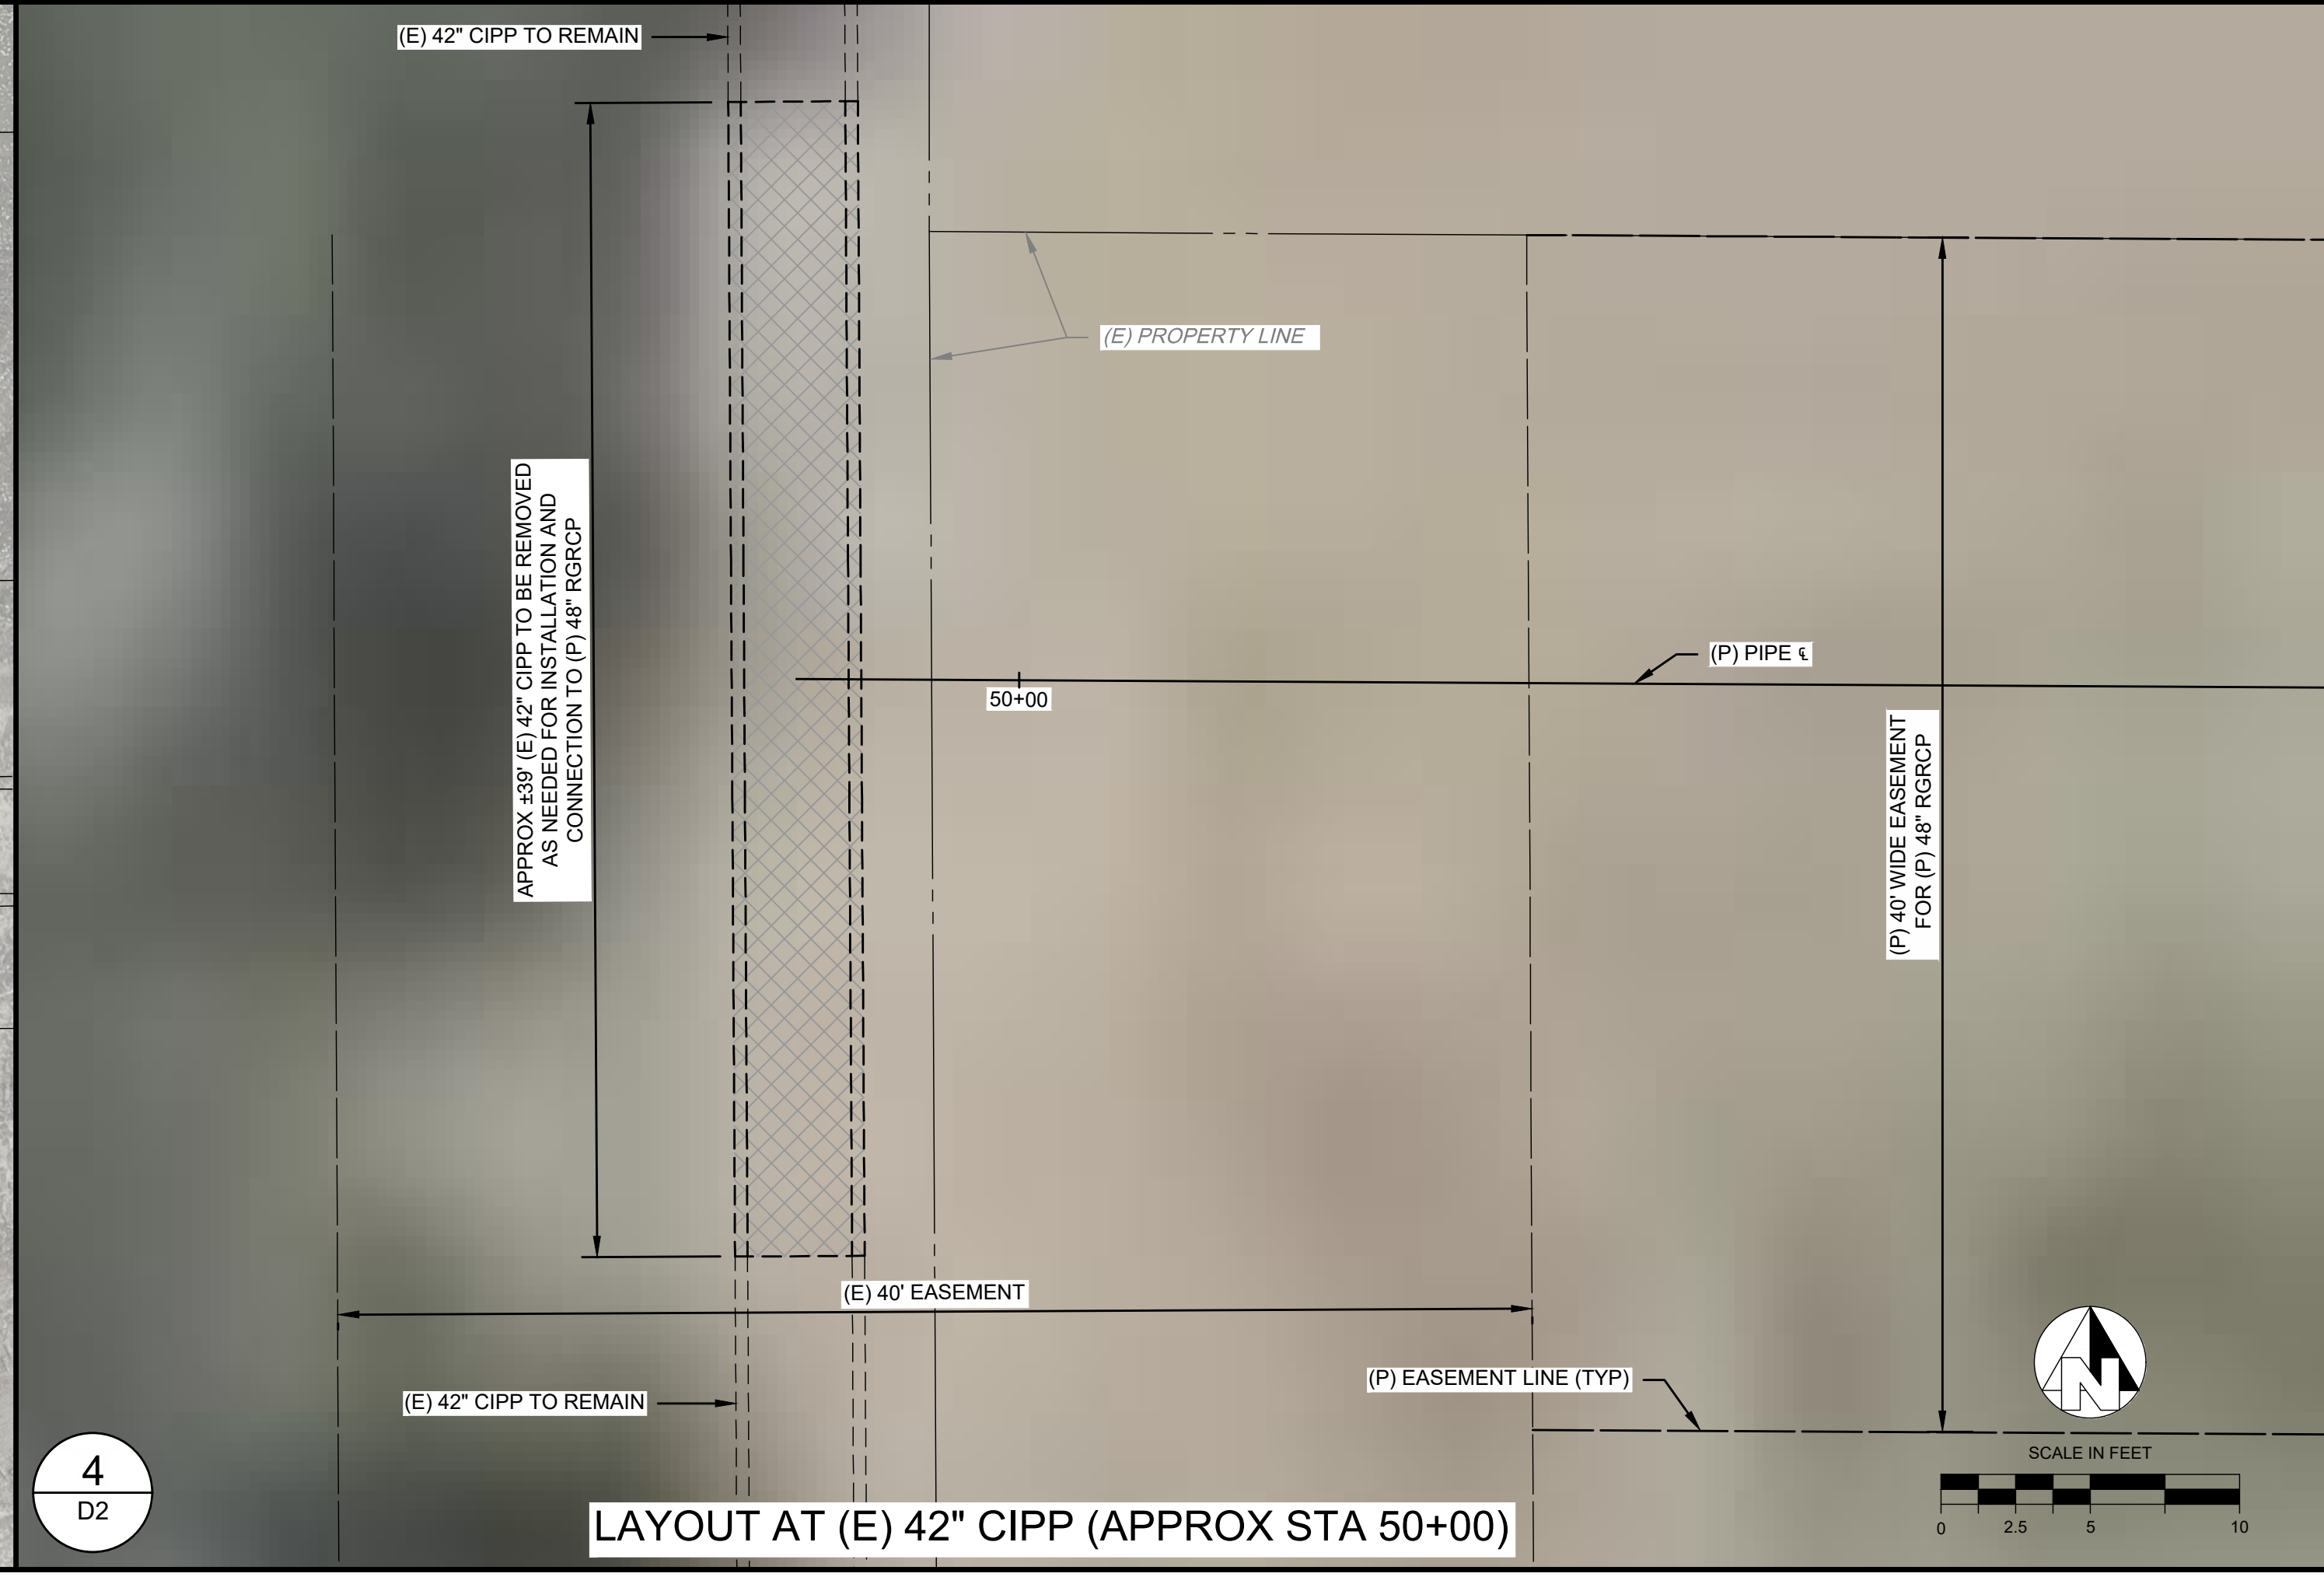 (E) 42" CIPP TO REMAIN
(E) PROPERTY LINE
APPROX ±39' (E) 42" CIPP TO BE REMOVED
AS NEEDED FOR INSTALLATION AND
CONNECTION TO (P) 48" RGRCP
(P) PIPE ℄
50+00
(P) 40' WIDE EASEMENT
FOR (P) 48" RGRCP
(E) 40' EASEMENT
(E) 42" CIPP TO REMAIN
(P) EASEMENT LINE (TYP)
N
SCALE IN FEET
0 2.5 5 10
4
D2
LAYOUT AT (E) 42" CIPP (APPROX STA 50+00)